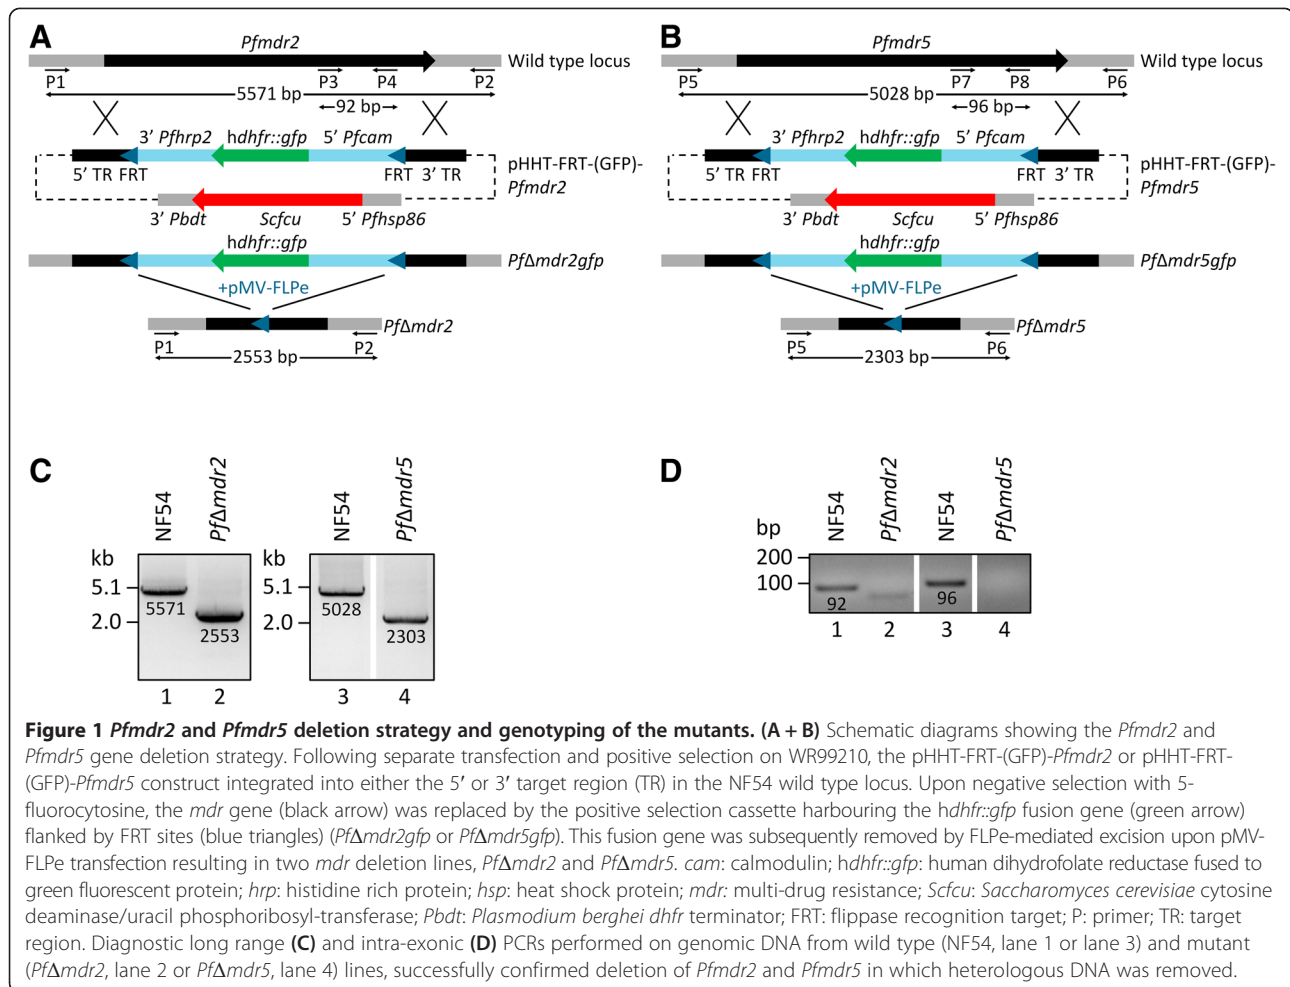 A
Pfmdr2
Wild type locus
P1 P3 P4 P2
5571 bp
92 bp
3′ Pfhrp2 hdhfr::gfp 5′ Pfcam
5′ TR FRT FRT 3′ TR
pHHT-FRT-(GFP)-
Pfmdr2
3′ Pbdt Scfcu 5′ Pfhsp86
hdhfr::gfp
PfΔmdr2gfp
+pMV-FLPe
PfΔmdr2
P1 P2
2553 bp
B
Pfmdr5
Wild type locus
P5 P7 P8 P6
5028 bp
96 bp
3′ Pfhrp2 hdhfr::gfp 5′ Pfcam
5′ TR FRT FRT 3′ TR
pHHT-FRT-(GFP)-
Pfmdr5
3′ Pbdt Scfcu 5′ Pfhsp86
hdhfr::gfp
PfΔmdr5gfp
+pMV-FLPe
PfΔmdr5
P5 P6
2303 bp
C
NF54 PfΔmdr2 NF54 PfΔmdr5
kb kb
5.1 5.1
5571 5028
2.0 2.0
2553 2303
1 2 3 4
D
NF54 PfΔmdr2 NF54 PfΔmdr5
bp
200
100
92 96
1 2 3 4
Figure 1 Pfmdr2 and Pfmdr5 deletion strategy and genotyping of the mutants. (A + B) Schematic diagrams showing the Pfmdr2 and
Pfmdr5 gene deletion strategy. Following separate transfection and positive selection on WR99210, the pHHT-FRT-(GFP)-Pfmdr2 or pHHT-FRT-
(GFP)-Pfmdr5 construct integrated into either the 5′ or 3′ target region (TR) in the NF54 wild type locus. Upon negative selection with 5-
fluorocytosine, the mdr gene (black arrow) was replaced by the positive selection cassette harbouring the hdhfr::gfp fusion gene (green arrow)
flanked by FRT sites (blue triangles) (PfΔmdr2gfp or PfΔmdr5gfp). This fusion gene was subsequently removed by FLPe-mediated excision upon pMV-
FLPe transfection resulting in two mdr deletion lines, PfΔmdr2 and PfΔmdr5. cam: calmodulin; hdhfr::gfp: human dihydrofolate reductase fused to
green fluorescent protein; hrp: histidine rich protein; hsp: heat shock protein; mdr: multi-drug resistance; Scfcu: Saccharomyces cerevisiae cytosine
deaminase/uracil phosphoribosyl-transferase; Pbdt: Plasmodium berghei dhfr terminator; FRT: flippase recognition target; P: primer; TR: target
region. Diagnostic long range (C) and intra-exonic (D) PCRs performed on genomic DNA from wild type (NF54, lane 1 or lane 3) and mutant
(PfΔmdr2, lane 2 or PfΔmdr5, lane 4) lines, successfully confirmed deletion of Pfmdr2 and Pfmdr5 in which heterologous DNA was removed.